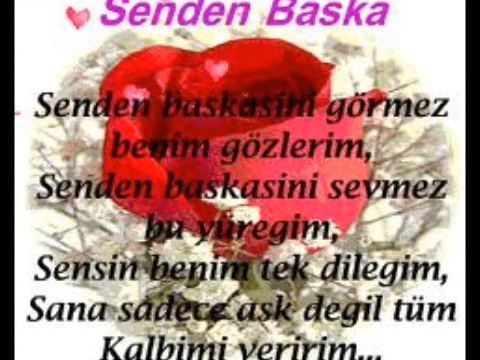 Senden Baska
Senden baskasini görmez
benim gözlerim,
Senden baskasini sevmez
bu yüregim,
Sensin benim tek dilegim,
Sana sadece ask degil tüm
Kalbimi veririm...